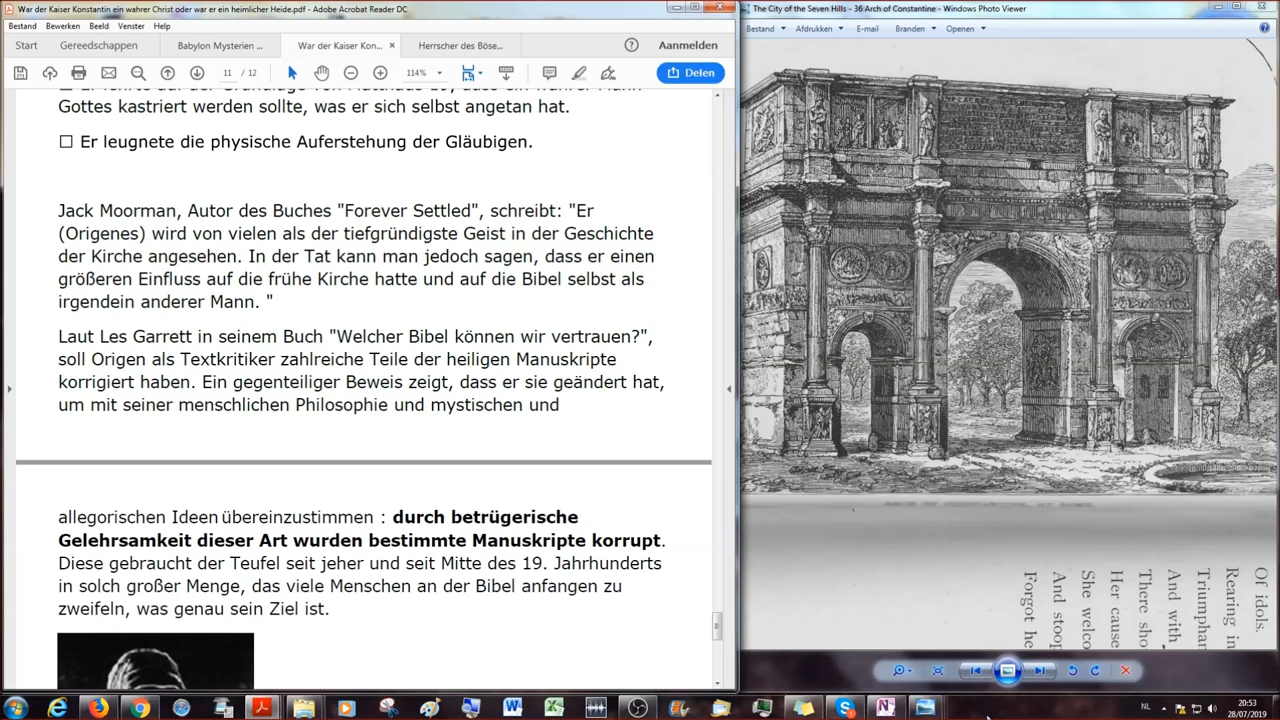 War der Kaiser Konstantin ein wahrer Christ oder war er ein heimlicher Heide.pdf - Adobe Acrobat Reader DC
Bestand Bewerken Beeld Venster Help
Start Gereedschappen Babylon Mysterien ... War der Kaiser Kon... × Herrscher des Böse... Aanmelden
11 / 12 114% Delen
Gottes kastriert werden sollte, was er sich selbst angetan hat.
☐ Er leugnete die physische Auferstehung der Gläubigen.
Jack Moorman, Autor des Buches "Forever Settled", schreibt: "Er
(Origenes) wird von vielen als der tiefgründigste Geist in der Geschichte
der Kirche angesehen. In der Tat kann man jedoch sagen, dass er einen
größeren Einfluss auf die frühe Kirche hatte und auf die Bibel selbst als
irgendein anderer Mann. "
Laut Les Garrett in seinem Buch "Welcher Bibel können wir vertrauen?",
soll Origen als Textkritiker zahlreiche Teile der heiligen Manuskripte
korrigiert haben. Ein gegenteiliger Beweis zeigt, dass er sie geändert hat,
um mit seiner menschlichen Philosophie und mystischen und
allegorischen Ideen übereinzustimmen : durch betrügerische
Gelehrsamkeit dieser Art wurden bestimmte Manuskripte korrupt.
Diese gebraucht der Teufel seit jeher und seit Mitte des 19. Jahrhunderts
in solch großer Menge, das viele Menschen an der Bibel anfangen zu
zweifeln, was genau sein Ziel ist.
The City of the Seven Hills - 36 Arch of Constantine - Windows Photo Viewer
Bestand Afdrukken E-mail Branden Openen
Of idols.
Rearing in
Triumphar
And with
There sho
Her cause
She welco
And stoop
Forgot he
NL
20:53
28/07/2019